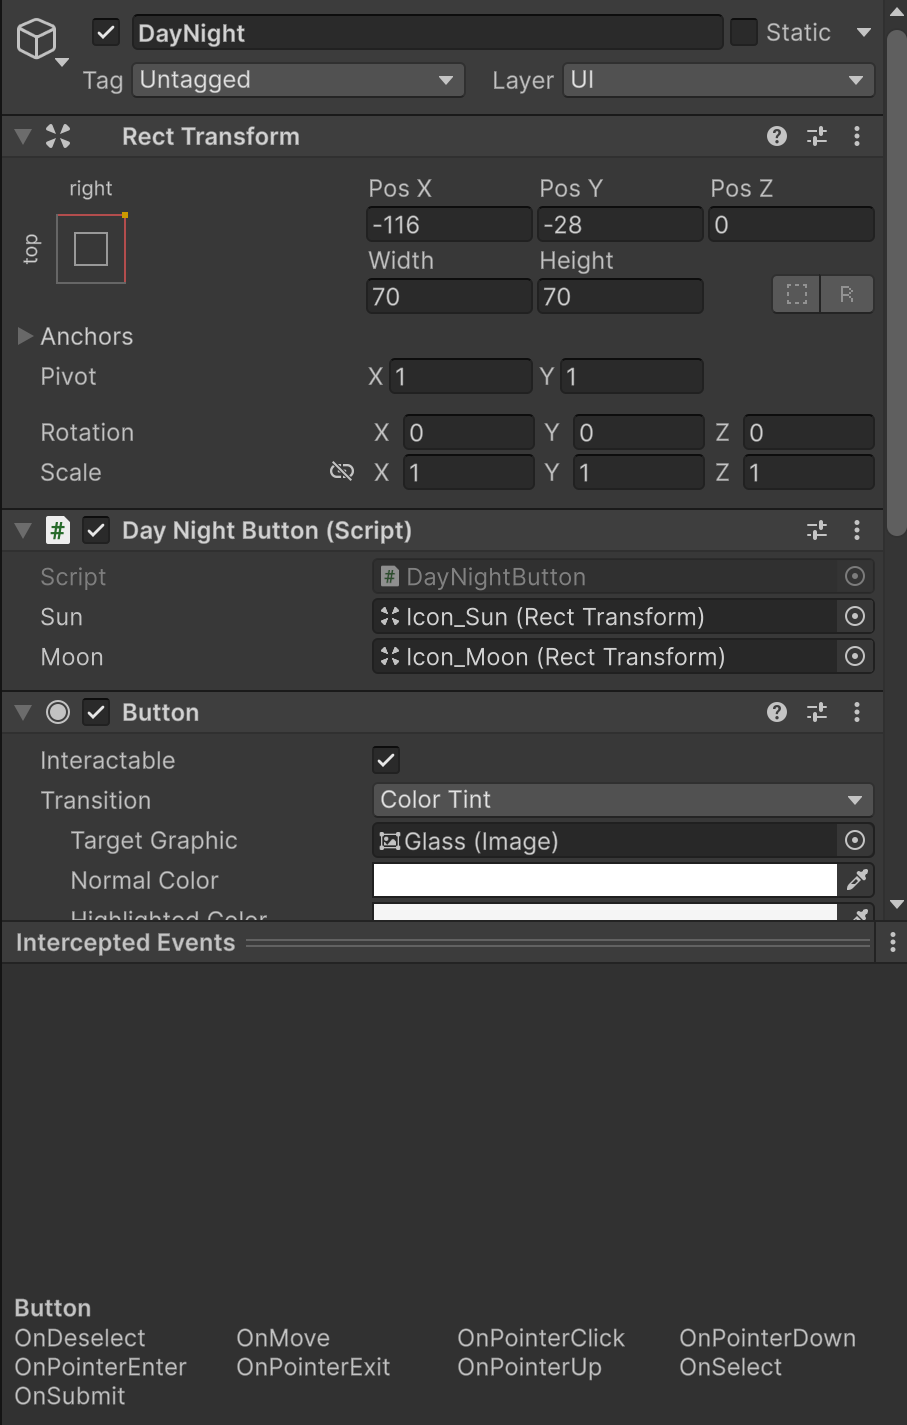 DayNight Static
Tag Untagged Layer UI
Rect Transform
right Pos X Pos Y Pos Z
top -116 -28 0
Width Height
70 70 R
Anchors
Pivot X 1 Y 1
Rotation X 0 Y 0 Z 0
Scale X 1 Y 1 Z 1
# Day Night Button (Script)
Script # DayNightButton
Sun Icon_Sun (Rect Transform)
Moon Icon_Moon (Rect Transform)
Button
Interactable
Transition Color Tint
Target Graphic Glass (Image)
Normal Color
Highlighted Color
Intercepted Events
Button
OnDeselect OnMove OnPointerClick OnPointerDown
OnPointerEnter OnPointerExit OnPointerUp OnSelect
OnSubmit